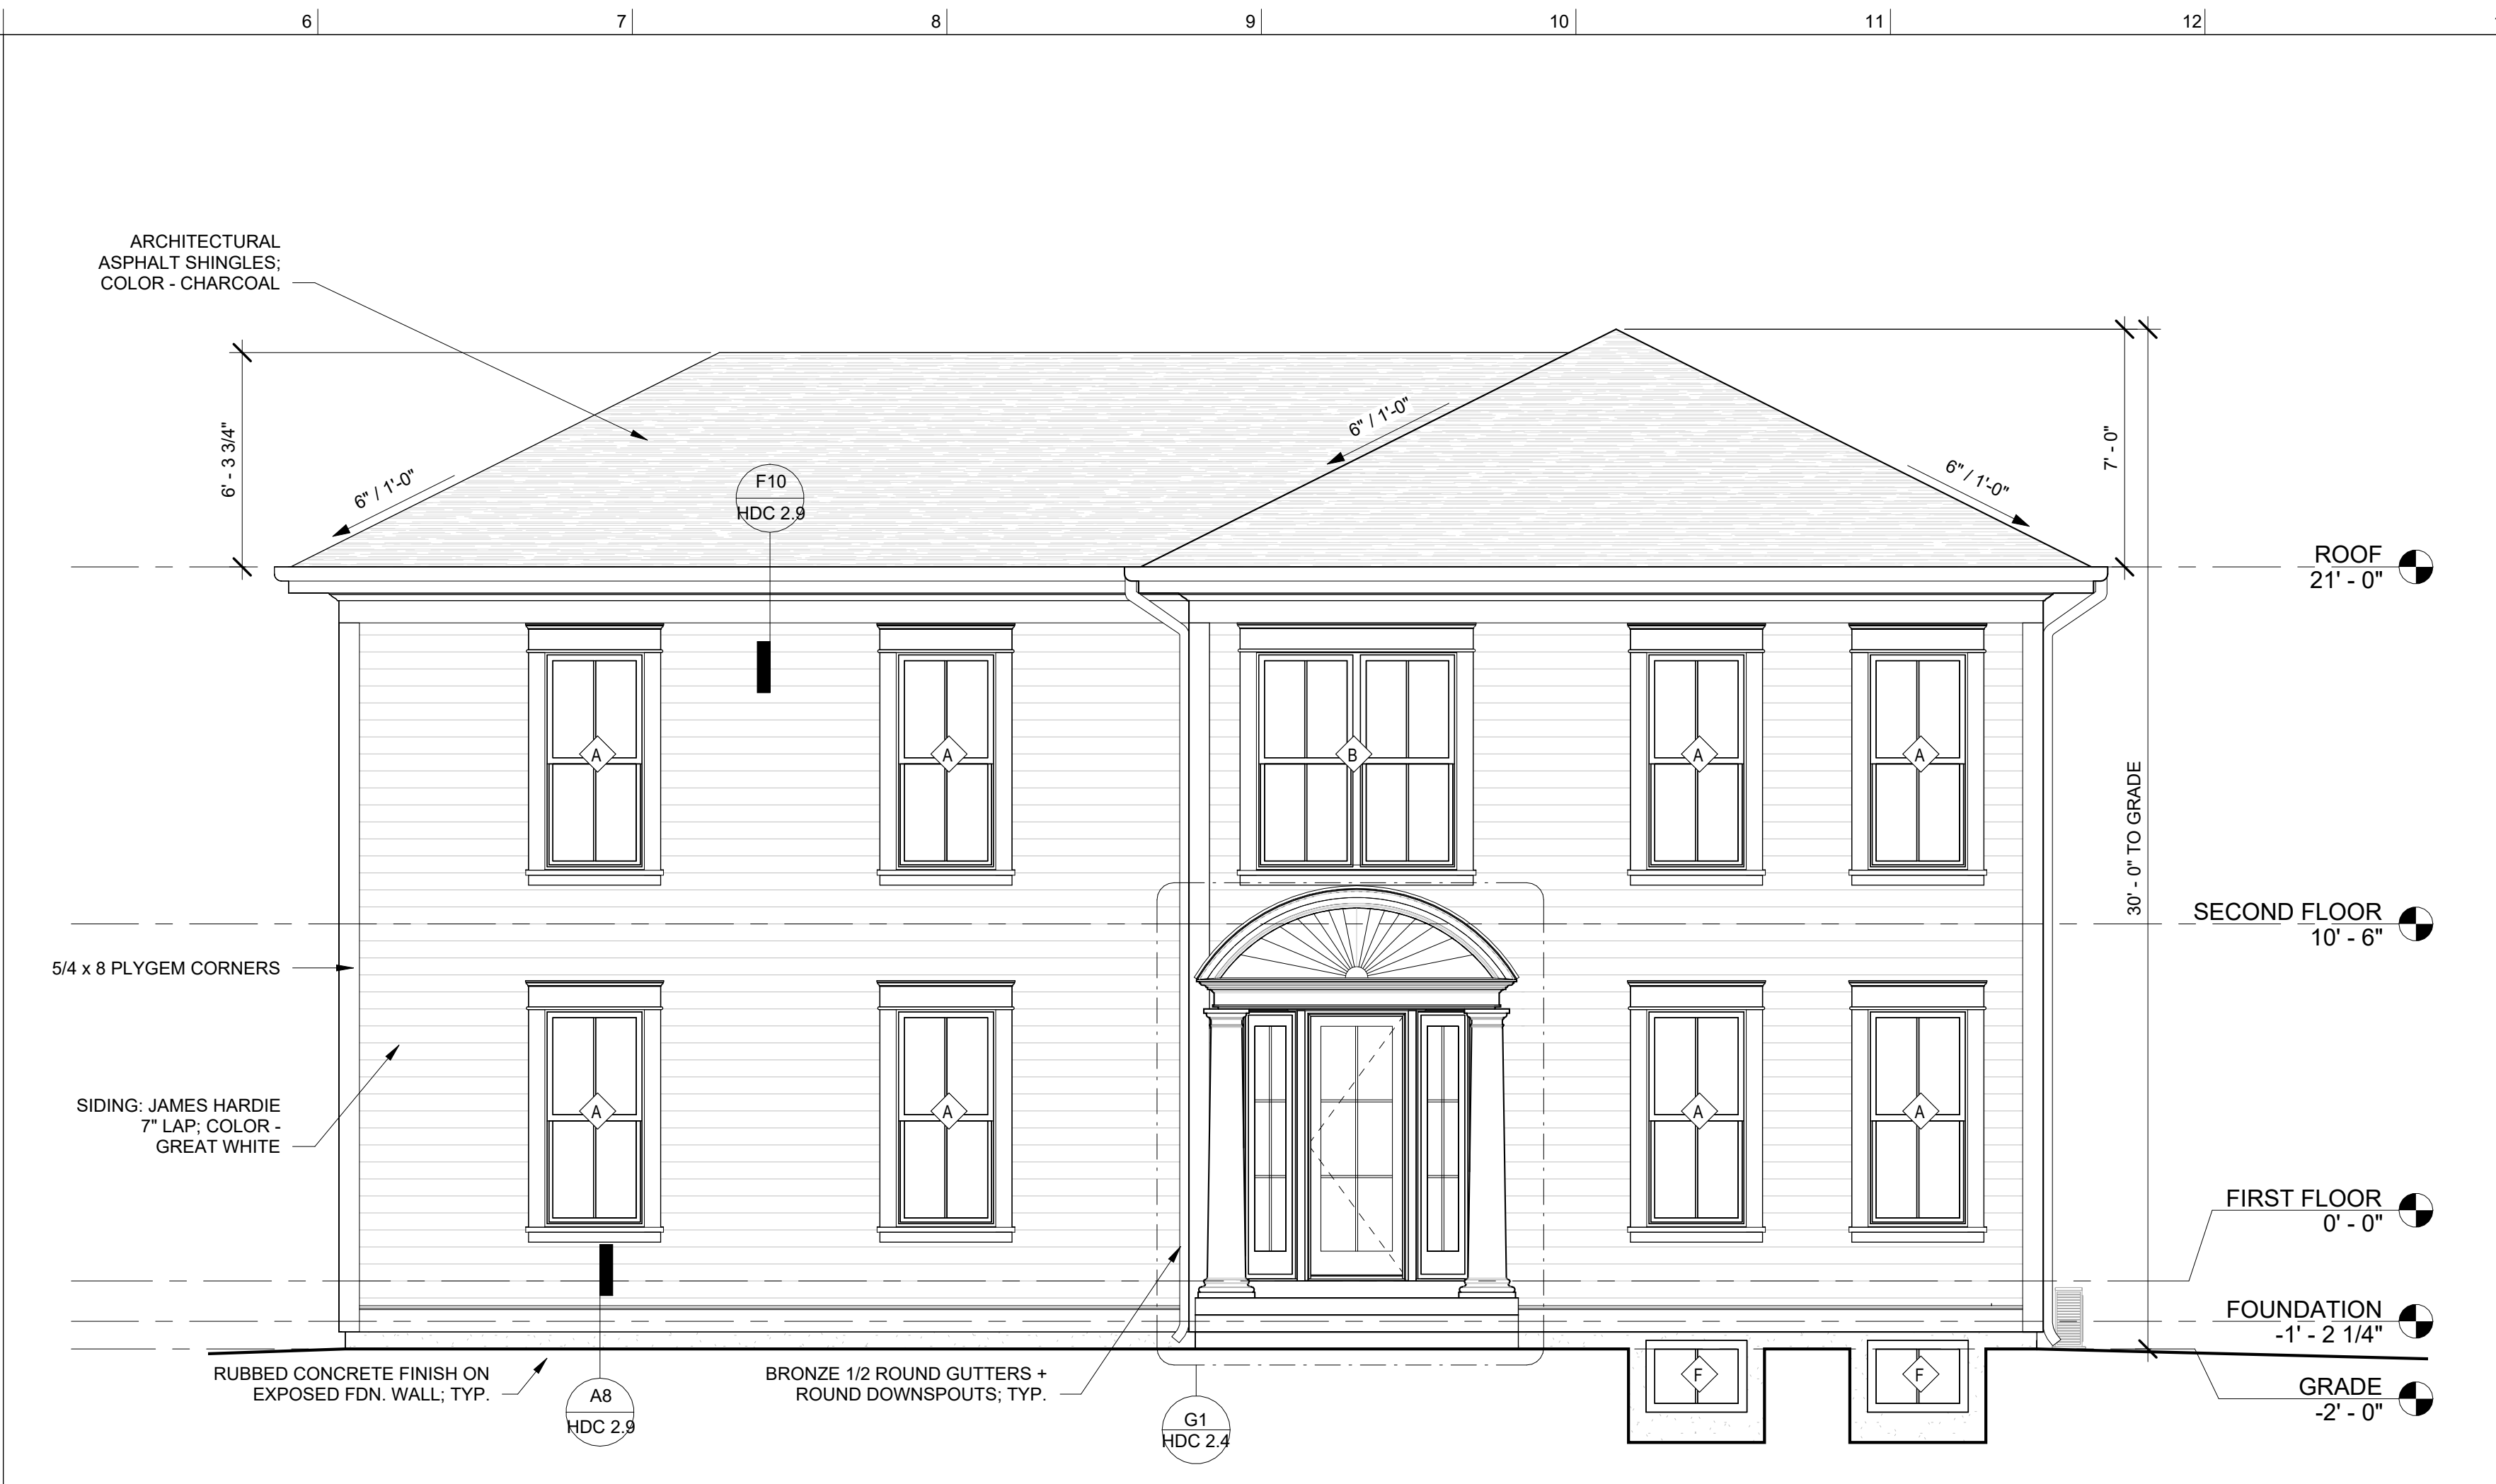 6
7
8
9
10
11
12
ARCHITECTURAL
ASPHALT SHINGLES;
COLOR - CHARCOAL
6' - 3 3/4"
6" / 1'-0"
6" / 1'-0"
6" / 1'-0"
7' - 0"
F10
HDC 2.9
ROOF
21' - 0"
A
A
B
A
A
30' - 0" TO GRADE
SECOND FLOOR
10' - 6"
5/4 x 8 PLYGEM CORNERS
SIDING: JAMES HARDIE
7" LAP; COLOR -
GREAT WHITE
A
A
A
A
FIRST FLOOR
0' - 0"
FOUNDATION
-1' - 2 1/4"
RUBBED CONCRETE FINISH ON
EXPOSED FDN. WALL; TYP.
A8
HDC 2.9
BRONZE 1/2 ROUND GUTTERS +
ROUND DOWNSPOUTS; TYP.
G1
HDC 2.4
F
F
GRADE
-2' - 0"